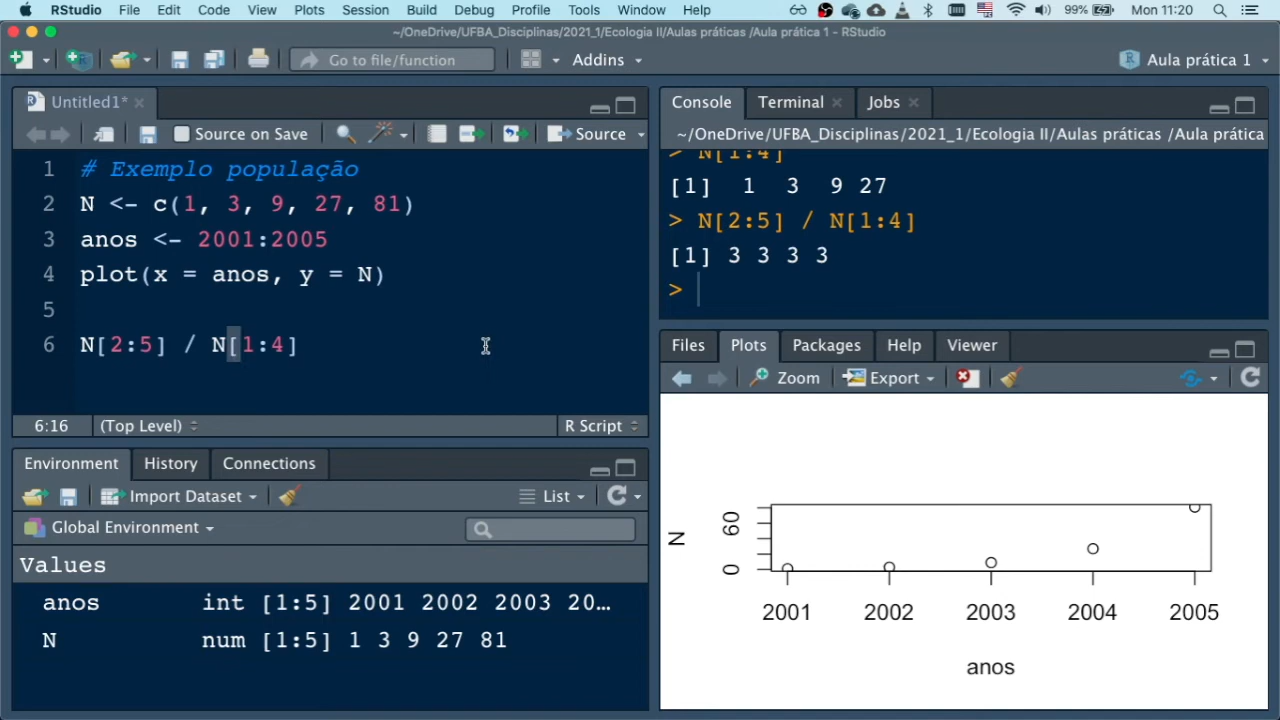 RStudio File Edit Code View Plots Session Build Debug Profile Tools Window Help 99% Mon 11:20
~/OneDrive/UFBA_Disciplinas/2021_1/Ecologia II/Aulas práticas /Aula prática 1 - RStudio
Go to file/function Addins Aula prática 1
Untitled1*
Source on Save Source
1 # Exemplo população
2 N <- c(1, 3, 9, 27, 81)
3 anos <- 2001:2005
4 plot(x = anos, y = N)
5
6 N[2:5] / N[1:4]
6:16 (Top Level) R Script
Environment History Connections
Import Dataset List
Global Environment
Values
anos int [1:5] 2001 2002 2003 20…
N num [1:5] 1 3 9 27 81
Console Terminal Jobs
~/OneDrive/UFBA_Disciplinas/2021_1/Ecologia II/Aulas práticas /Aula prática
> N[1:4]
[1] 1 3 9 27
> N[2:5] / N[1:4]
[1] 3 3 3 3
>
Files Plots Packages Help Viewer
Zoom Export
N
60
0
2001 2002 2003 2004 2005
anos